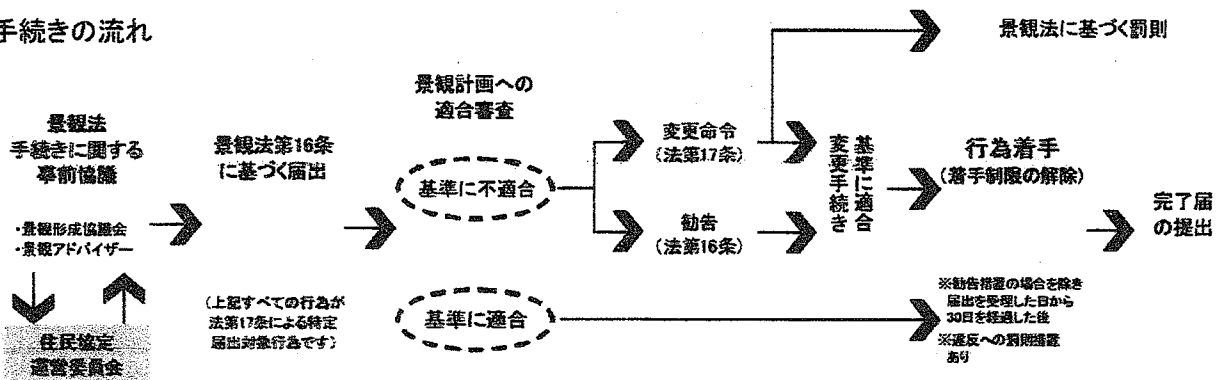 手続きの流れ
景観法
手続きに関する
事前協議
・景観形成協議会
・景観アドバイザー
住民協定
運営委員会
景観法第16条
に基づく届出
(上記すべての行為が
法第17条による特定
届出対象行為です)
景観計画への
適合審査
基準に不適合
基準に適合
変更命令
(法第17条)
勧告
(法第16条)
基準に適合
変更手続き
景観法に基づく罰則
行為着手
(着手制限の解除)
※勧告措置の場合を除き
届出を受理した日から
30日を経過した後
※違反への罰則措置
あり
完了届
の提出